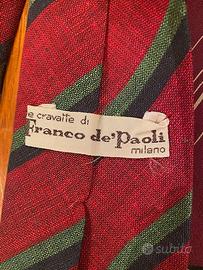 le cravatte di
Franco de' Paoli
milano
subito